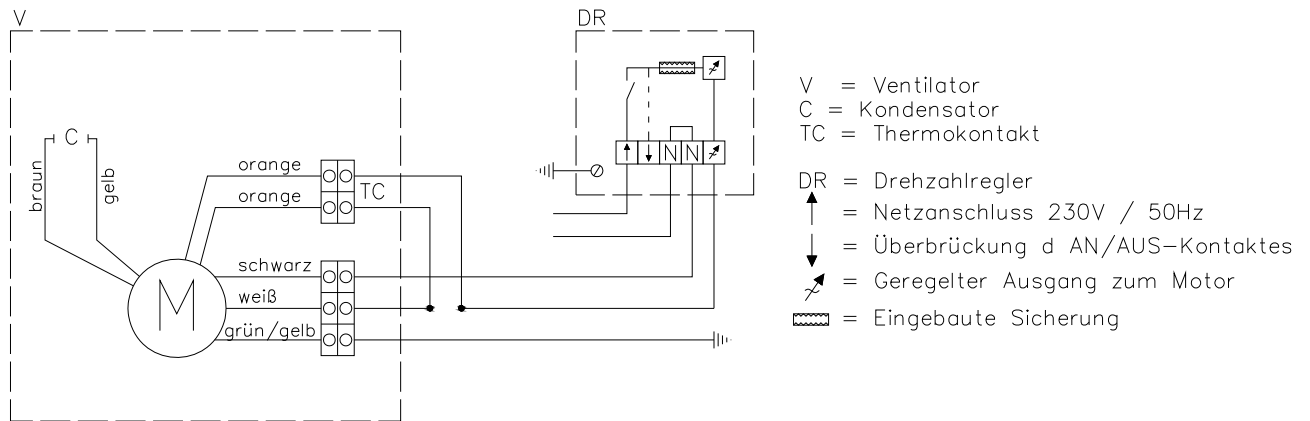 V
DR
C
braun
gelb
orange
orange
TC
schwarz
weiß
grün/gelb
M
N N
V = Ventilator
C = Kondensator
TC = Thermokontakt
DR = Drehzahlregler
= Netzanschluss 230V / 50Hz
= Überbrückung d AN/AUS-Kontaktes
= Geregelter Ausgang zum Motor
= Eingebaute Sicherung